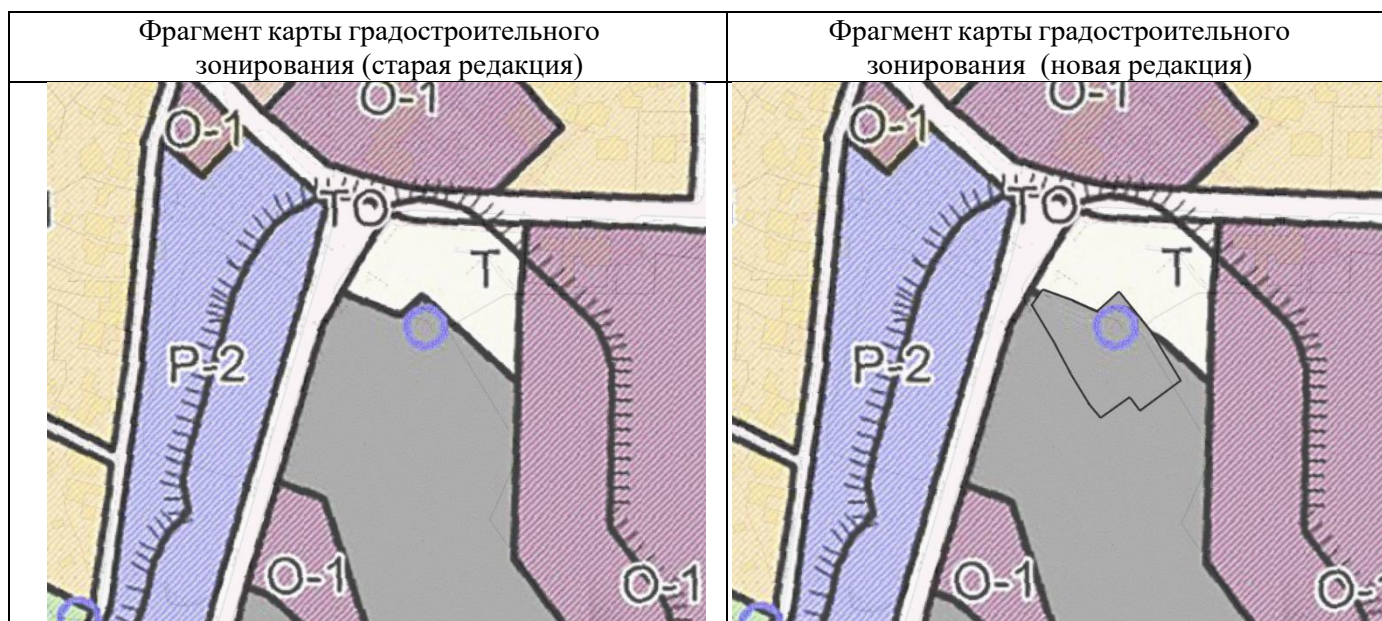 Фрагмент карты градостроительного
зонирования (старая редакция)
Фрагмент карты градостроительного
зонирования (новая редакция)
О-1
О-1
ТО
Т
Р-2
О-1
О-1
О-1
О-1
ТО
Т
Р-2
О-1
О-1